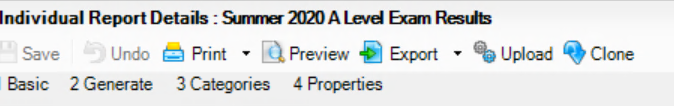 Individual Report Details : Summer 2020 A Level Exam Results
Save Undo Print Preview Export Upload Clone
Basic 2 Generate 3 Categories 4 Properties